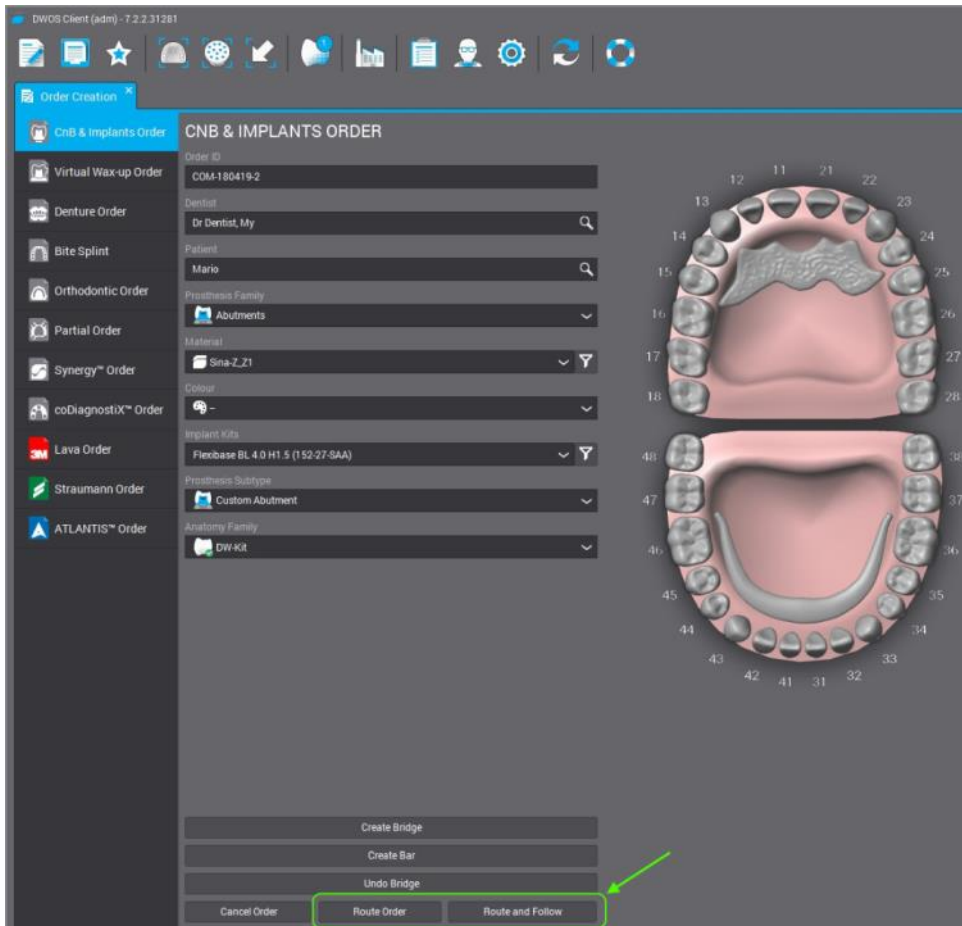 DWOS Client (adm) - 7.2.2.31281
Order Creation
CnB & Implants Order
Virtual Wax-up Order
Denture Order
Bite Splint
Orthodontic Order
Partial Order
Synergy™ Order
coDiagnostiX™ Order
3M Lava Order
Straumann Order
ATLANTIS™ Order
CNB & IMPLANTS ORDER
Order ID
COM-180419-2
Dentist
Dr Dentist, My
Patient
Mario
Prosthesis Family
Abutments
Material
Sina-Z_Z1
Colour
–
Implant Kits
Flexibase BL 4.0 H1.5 (152-27-SAA)
Prosthesis Subtype
Custom Abutment
Anatomy Family
DW-Kit
Create Bridge
Create Bar
Undo Bridge
Cancel Order Route Order Route and Follow
12 11 21 22
13 23
14 24
15 25
16 26
17 27
18 28
48 38
47 37
46 36
45 35
44 34
43 33
42 41 31 32